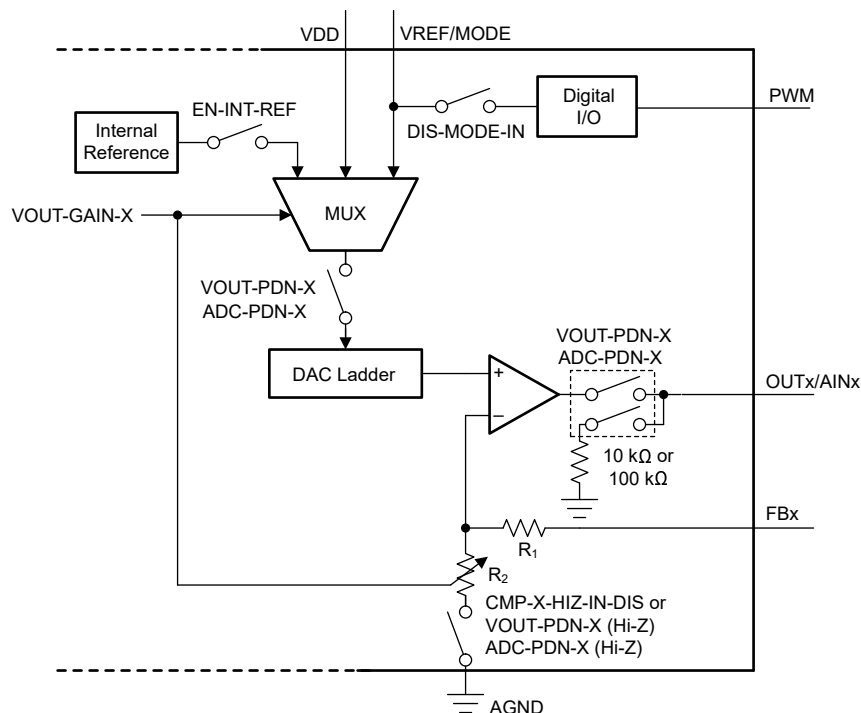 VDD
VREF/MODE
EN-INT-REF
Internal
Reference
DIS-MODE-IN
Digital
I/O
PWM
VOUT-GAIN-X
MUX
VOUT-PDN-X
ADC-PDN-X
DAC Ladder
+
–
VOUT-PDN-X
ADC-PDN-X
OUTx/AINx
10 kΩ or
100 kΩ
FBx
R1
R2
CMP-X-HIZ-IN-DIS or
VOUT-PDN-X (Hi-Z)
ADC-PDN-X (Hi-Z)
AGND